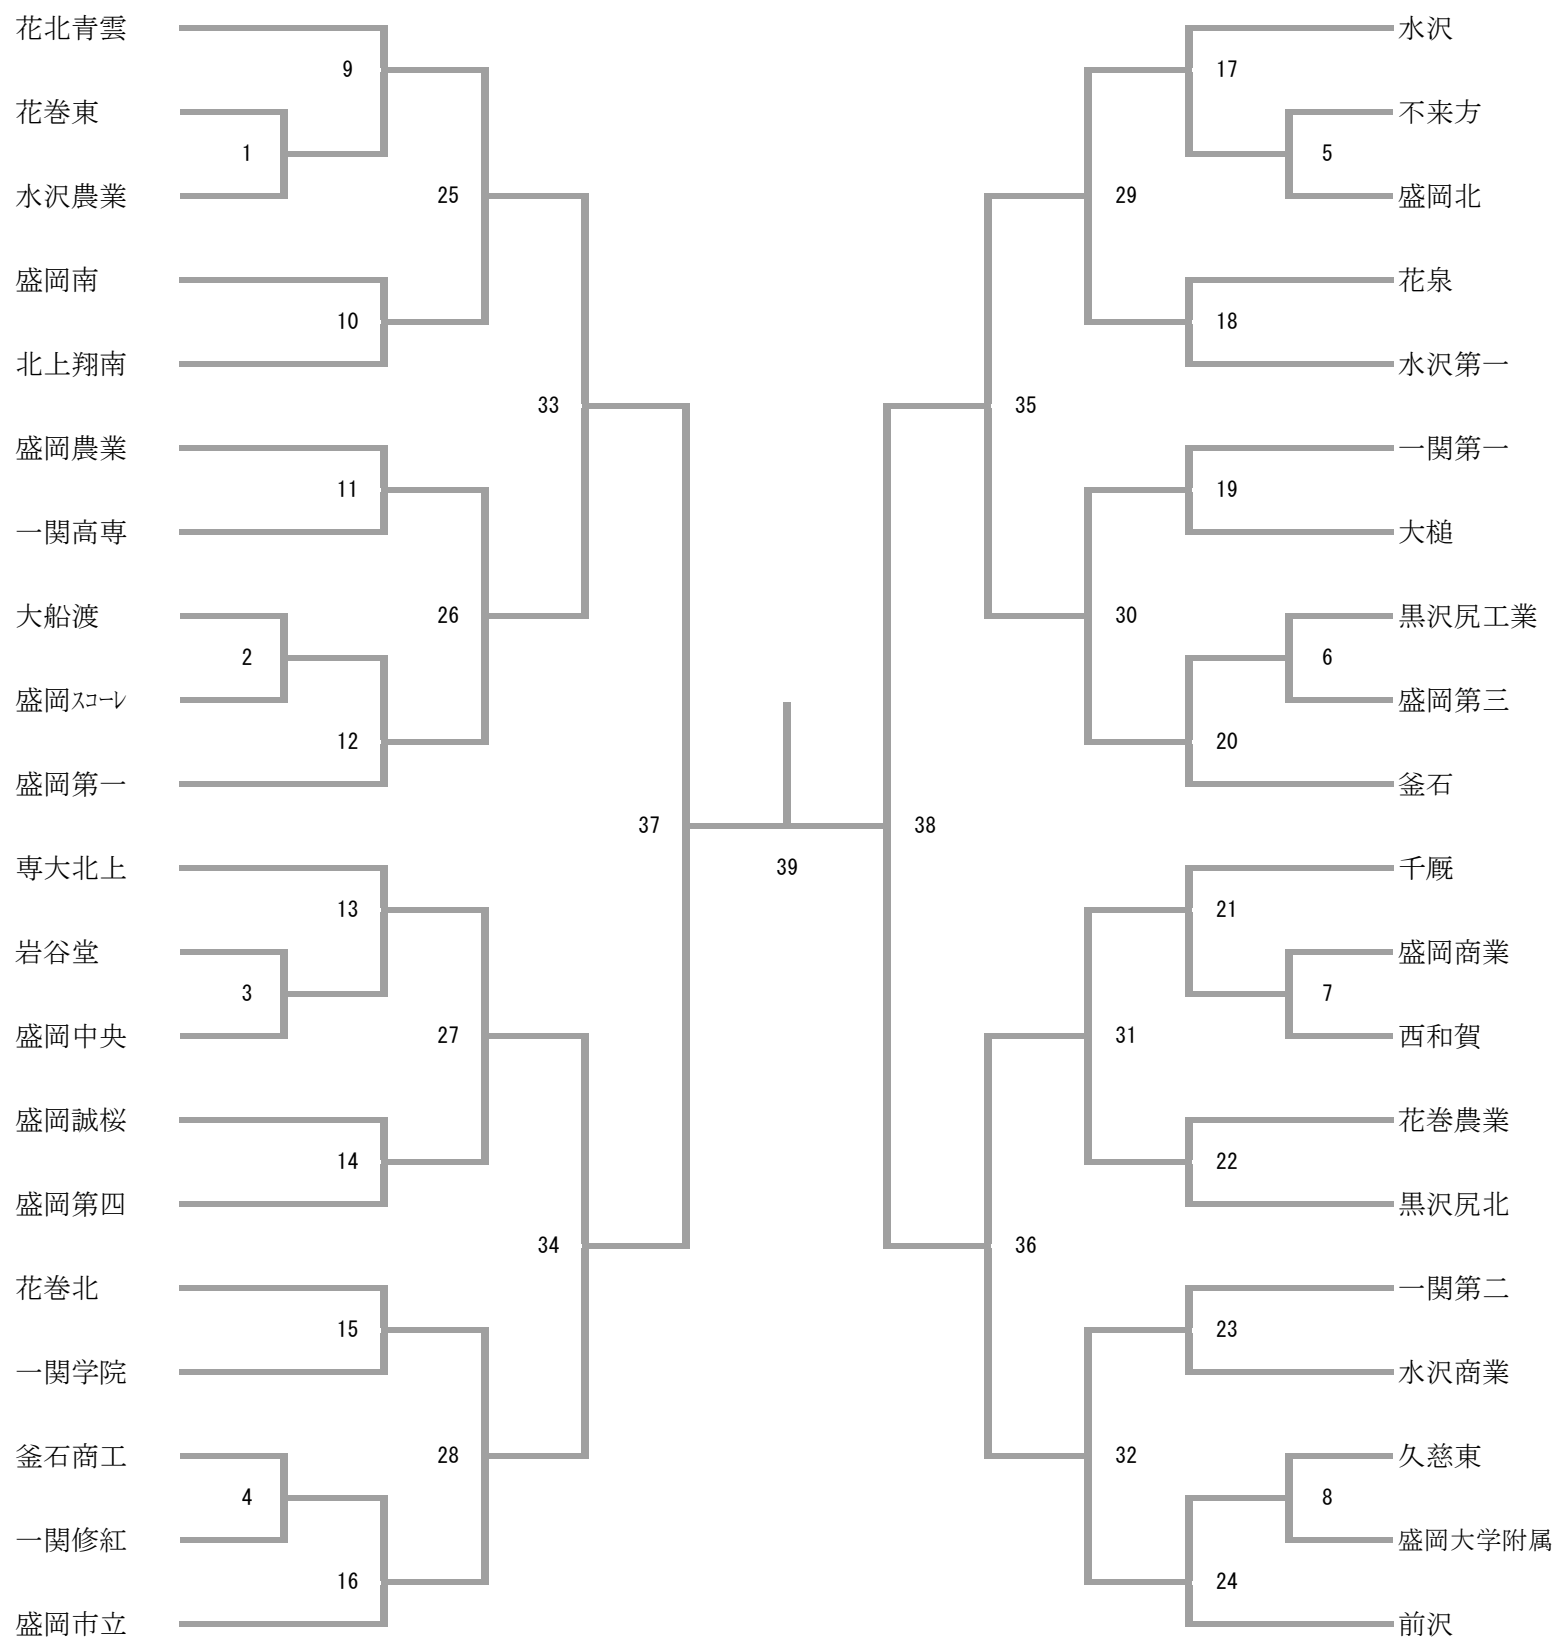 花北青雲
9
花巻東
1
水沢農業
25
盛岡南
10
北上翔南
33
盛岡農業
11
一関高専
大船渡
26
2
盛岡スコーレ
12
盛岡第一
37
専大北上
13
岩谷堂
3
盛岡中央
27
盛岡誠桜
14
盛岡第四
34
花巻北
15
一関学院
釜石商工
28
4
一関修紅
16
盛岡市立
39
水沢
17
不来方
5
盛岡北
29
花泉
18
水沢第一
35
一関第一
19
大槌
黒沢尻工業
30
6
盛岡第三
20
釜石
38
千厩
21
盛岡商業
7
西和賀
31
花巻農業
22
黒沢尻北
36
一関第二
23
水沢商業
久慈東
32
8
盛岡大学附属
24
前沢